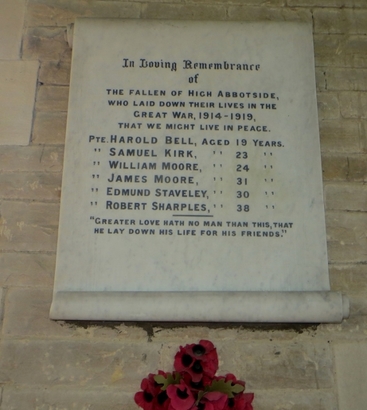 In Loving Remembrance
of
THE FALLEN OF HIGH ABBOTSIDE,
WHO LAID DOWN THEIR LIVES IN THE
GREAT WAR, 1914-1919,
THAT WE MIGHT LIVE IN PEACE.
PTE. HAROLD BELL, AGED 19 YEARS.
" SAMUEL KIRK, " 23 "
" WILLIAM MOORE, " 24 "
" JAMES MOORE, " 31 "
" EDMUND STAVELEY, " 30 "
" ROBERT SHARPLES, " 38 "
"GREATER LOVE HATH NO MAN THAN THIS, THAT
HE LAY DOWN HIS LIFE FOR HIS FRIENDS."